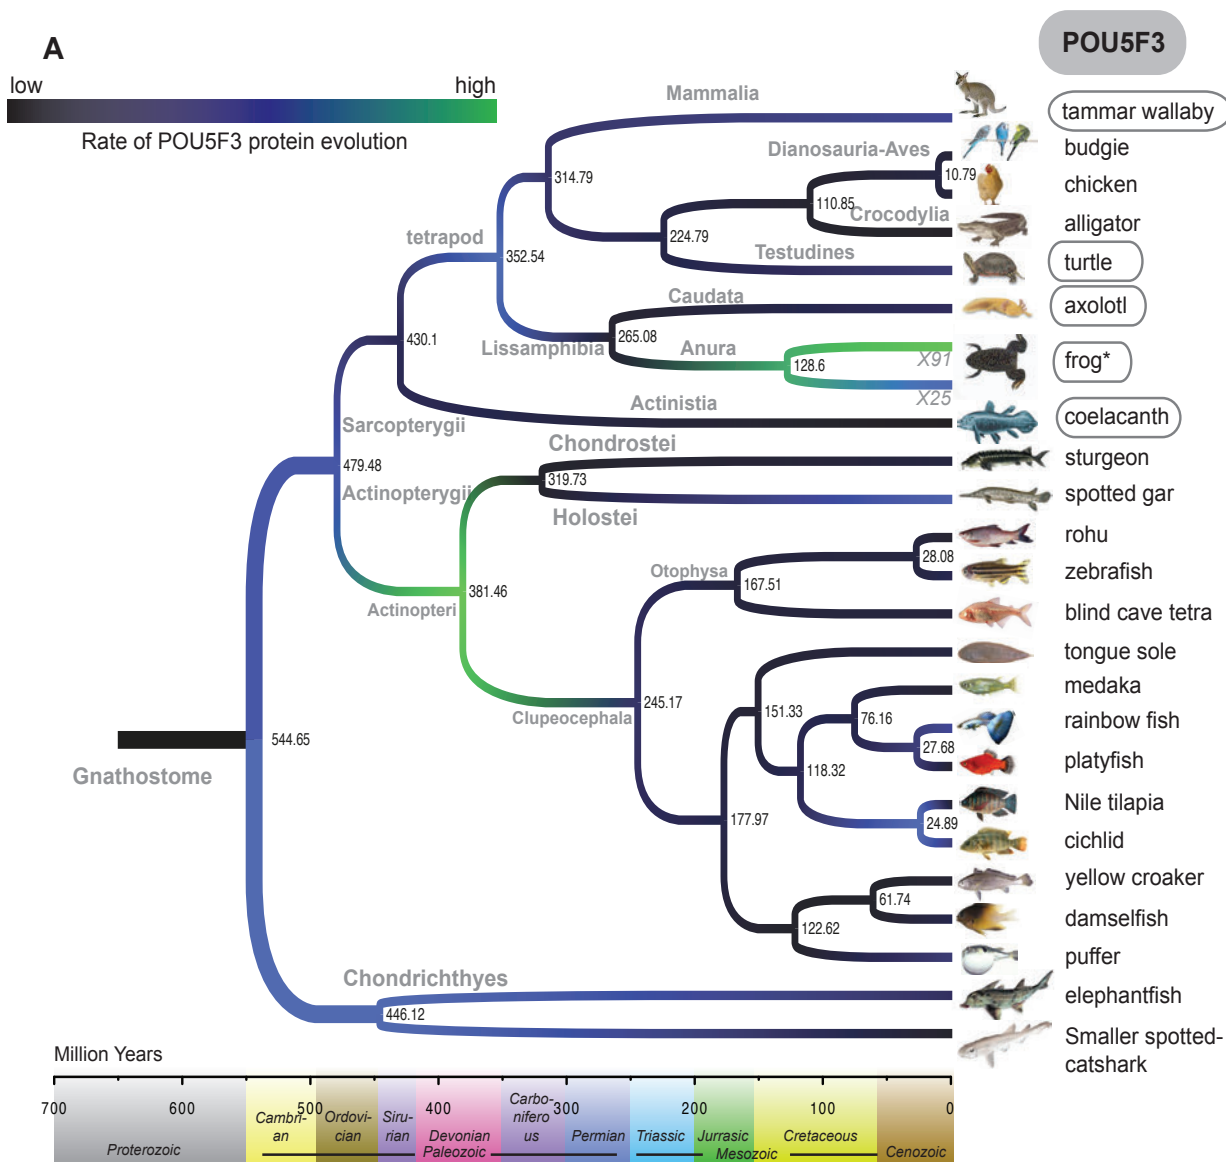 A
POU5F3
low high
Rate of POU5F3 protein evolution
Mammalia
tammar wallaby
Dianosauria-Aves
budgie
10.79
314.79
chicken
110.85
Crocodylia
alligator
tetrapod
224.79
352.54
Testudines
turtle
Caudata
axolotl
265.08
Lissamphibia
Anura
430.1
X91
128.6
frog*
X25
Actinistia
coelacanth
Sarcopterygii
Chondrostei
sturgeon
479.48
319.73
Actinopterygii
spotted gar
Holostei
rohu
28.08
Otophysa
zebrafish
167.51
381.46
Actinopteri
blind cave tetra
tongue sole
medaka
245.17
151.33
76.16
Clupeocephala
rainbow fish
544.65
27.68
platyfish
118.32
Gnathostome
Nile tilapia
177.97
24.89
cichlid
yellow croaker
61.74
damselfish
122.62
puffer
Chondrichthyes
elephantfish
446.12
Smaller spotted-
catshark
Million Years
700 600 500 400 300 200 100 0
Proterozoic
Cambri-
an
Ordovi-
cian
Siru-
rian
Devonian
Carbo-
nifero
us
Permian
Triassic
Jurrasic
Cretaceous
Cenozoic
Paleozoic
Mesozoic